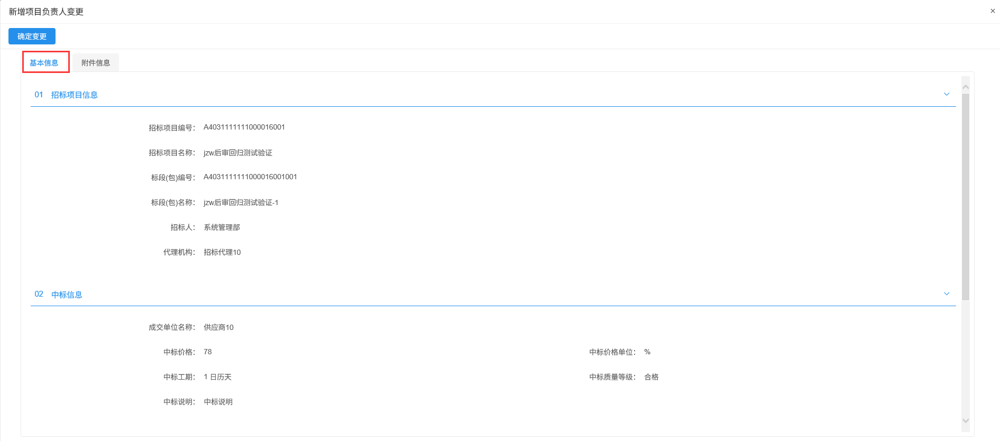 新增项目负责人变更
×
确定变更
基本信息 附件信息
01 招标项目信息
招标项目编号： A4031111111000016001
招标项目名称： jzw后审回归测试验证
标段(包)编号： A4031111111000016001001
标段(包)名称： jzw后审回归测试验证-1
招标人： 系统管理部
代理机构： 招标代理10
02 中标信息
成交单位名称： 供应商10
中标价格： 78 中标价格单位： %
中标工期： 1 日历天 中标质量等级： 合格
中标说明： 中标说明